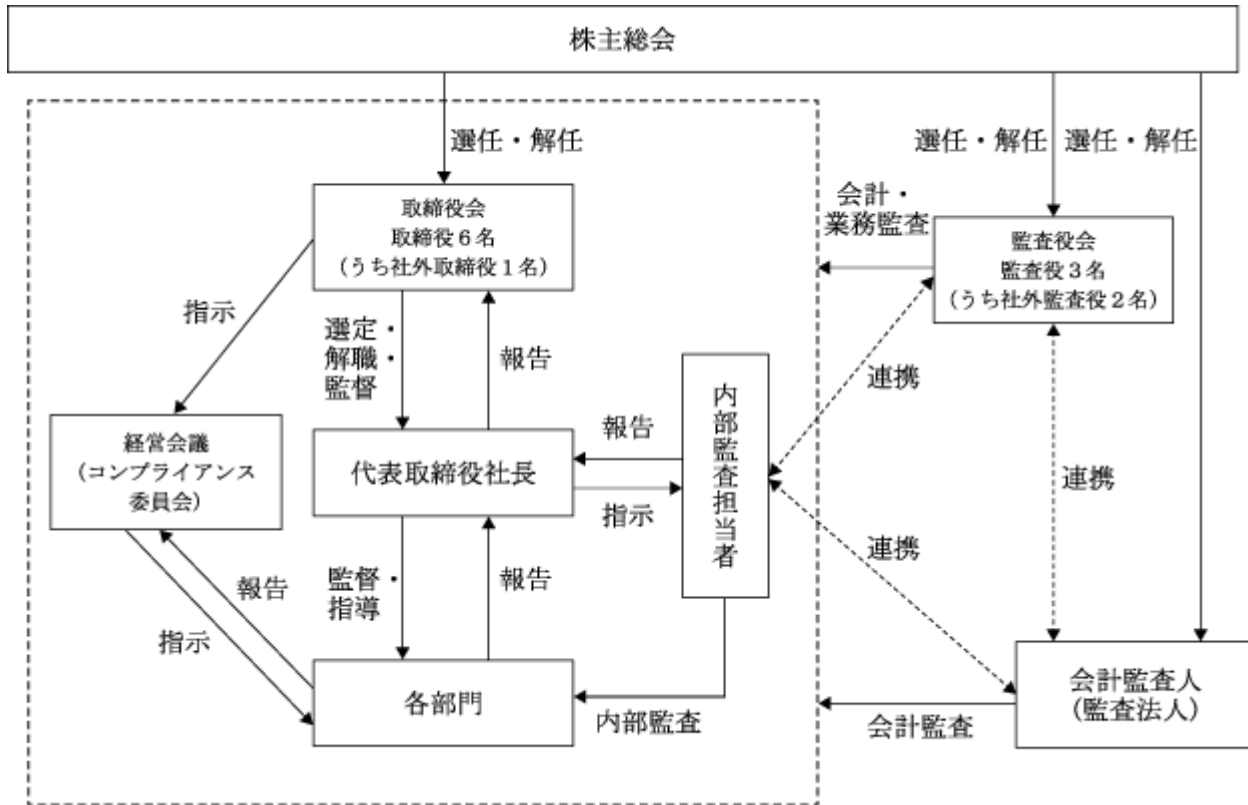 株主総会
選任・解任
選任・解任
選任・解任
取締役会
取締役6名
(うち社外取締役1名)
会計・
業務監査
監査役会
監査役3名
(うち社外監査役2名)
指示
選定・
解職・
監督
報告
連携
経営会議
(コンプライアンス
委員会)
代表取締役社長
報告
指示
内部監査担当者
連携
連携
報告
指示
監督・
指導
報告
各部門
内部監査
会計監査
会計監査人
(監査法人)